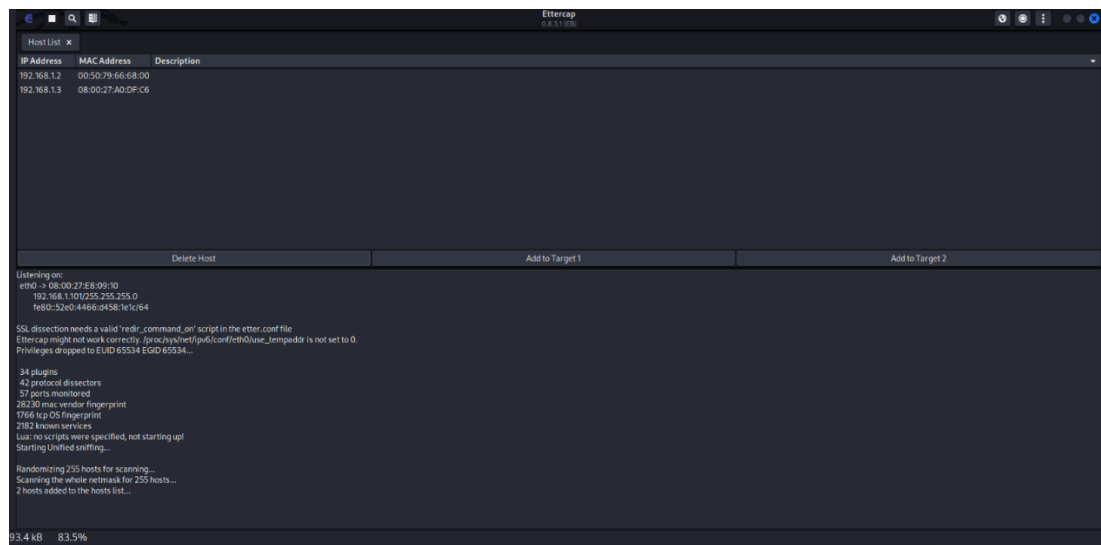 Ettercap
0.8.3.1 (EB)
Host List ×
IP Address MAC Address Description
192.168.1.2 00:50:79:66:68:00
192.168.1.3 08:00:27:A0:DF:C6
Delete Host Add to Target 1 Add to Target 2
Listening on:
eth0 -> 08:00:27:E8:09:10
192.168.1.101/255.255.255.0
fe80::52e0:4466:d458:1e1c/64
SSL dissection needs a valid 'redir_command_on' script in the etter.conf file
Ettercap might not work correctly. /proc/sys/net/ipv6/conf/eth0/use_tempaddr is not set to 0.
Privileges dropped to EUID 65534 EGID 65534...
34 plugins
42 protocol dissectors
57 ports monitored
28230 mac vendor fingerprint
1766 tcp OS fingerprint
2182 known services
Lua: no scripts were specified, not starting up!
Starting Unified sniffing...
Randomizing 255 hosts for scanning...
Scanning the whole netmask for 255 hosts...
2 hosts added to the hosts list...
93.4 kB 83.5%